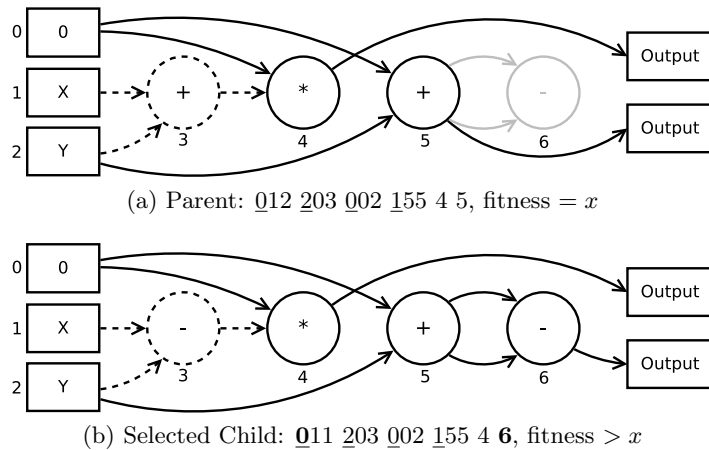 0 0
Output
1 X + * + -
3 4 5 6
2 Y
Output
(a) Parent: 012 203 002 155 4 5, fitness = x
0 0
Output
1 X - * + -
3 4 5 6
2 Y
Output
(b) Selected Child: 011 203 002 155 4 6, fitness > x